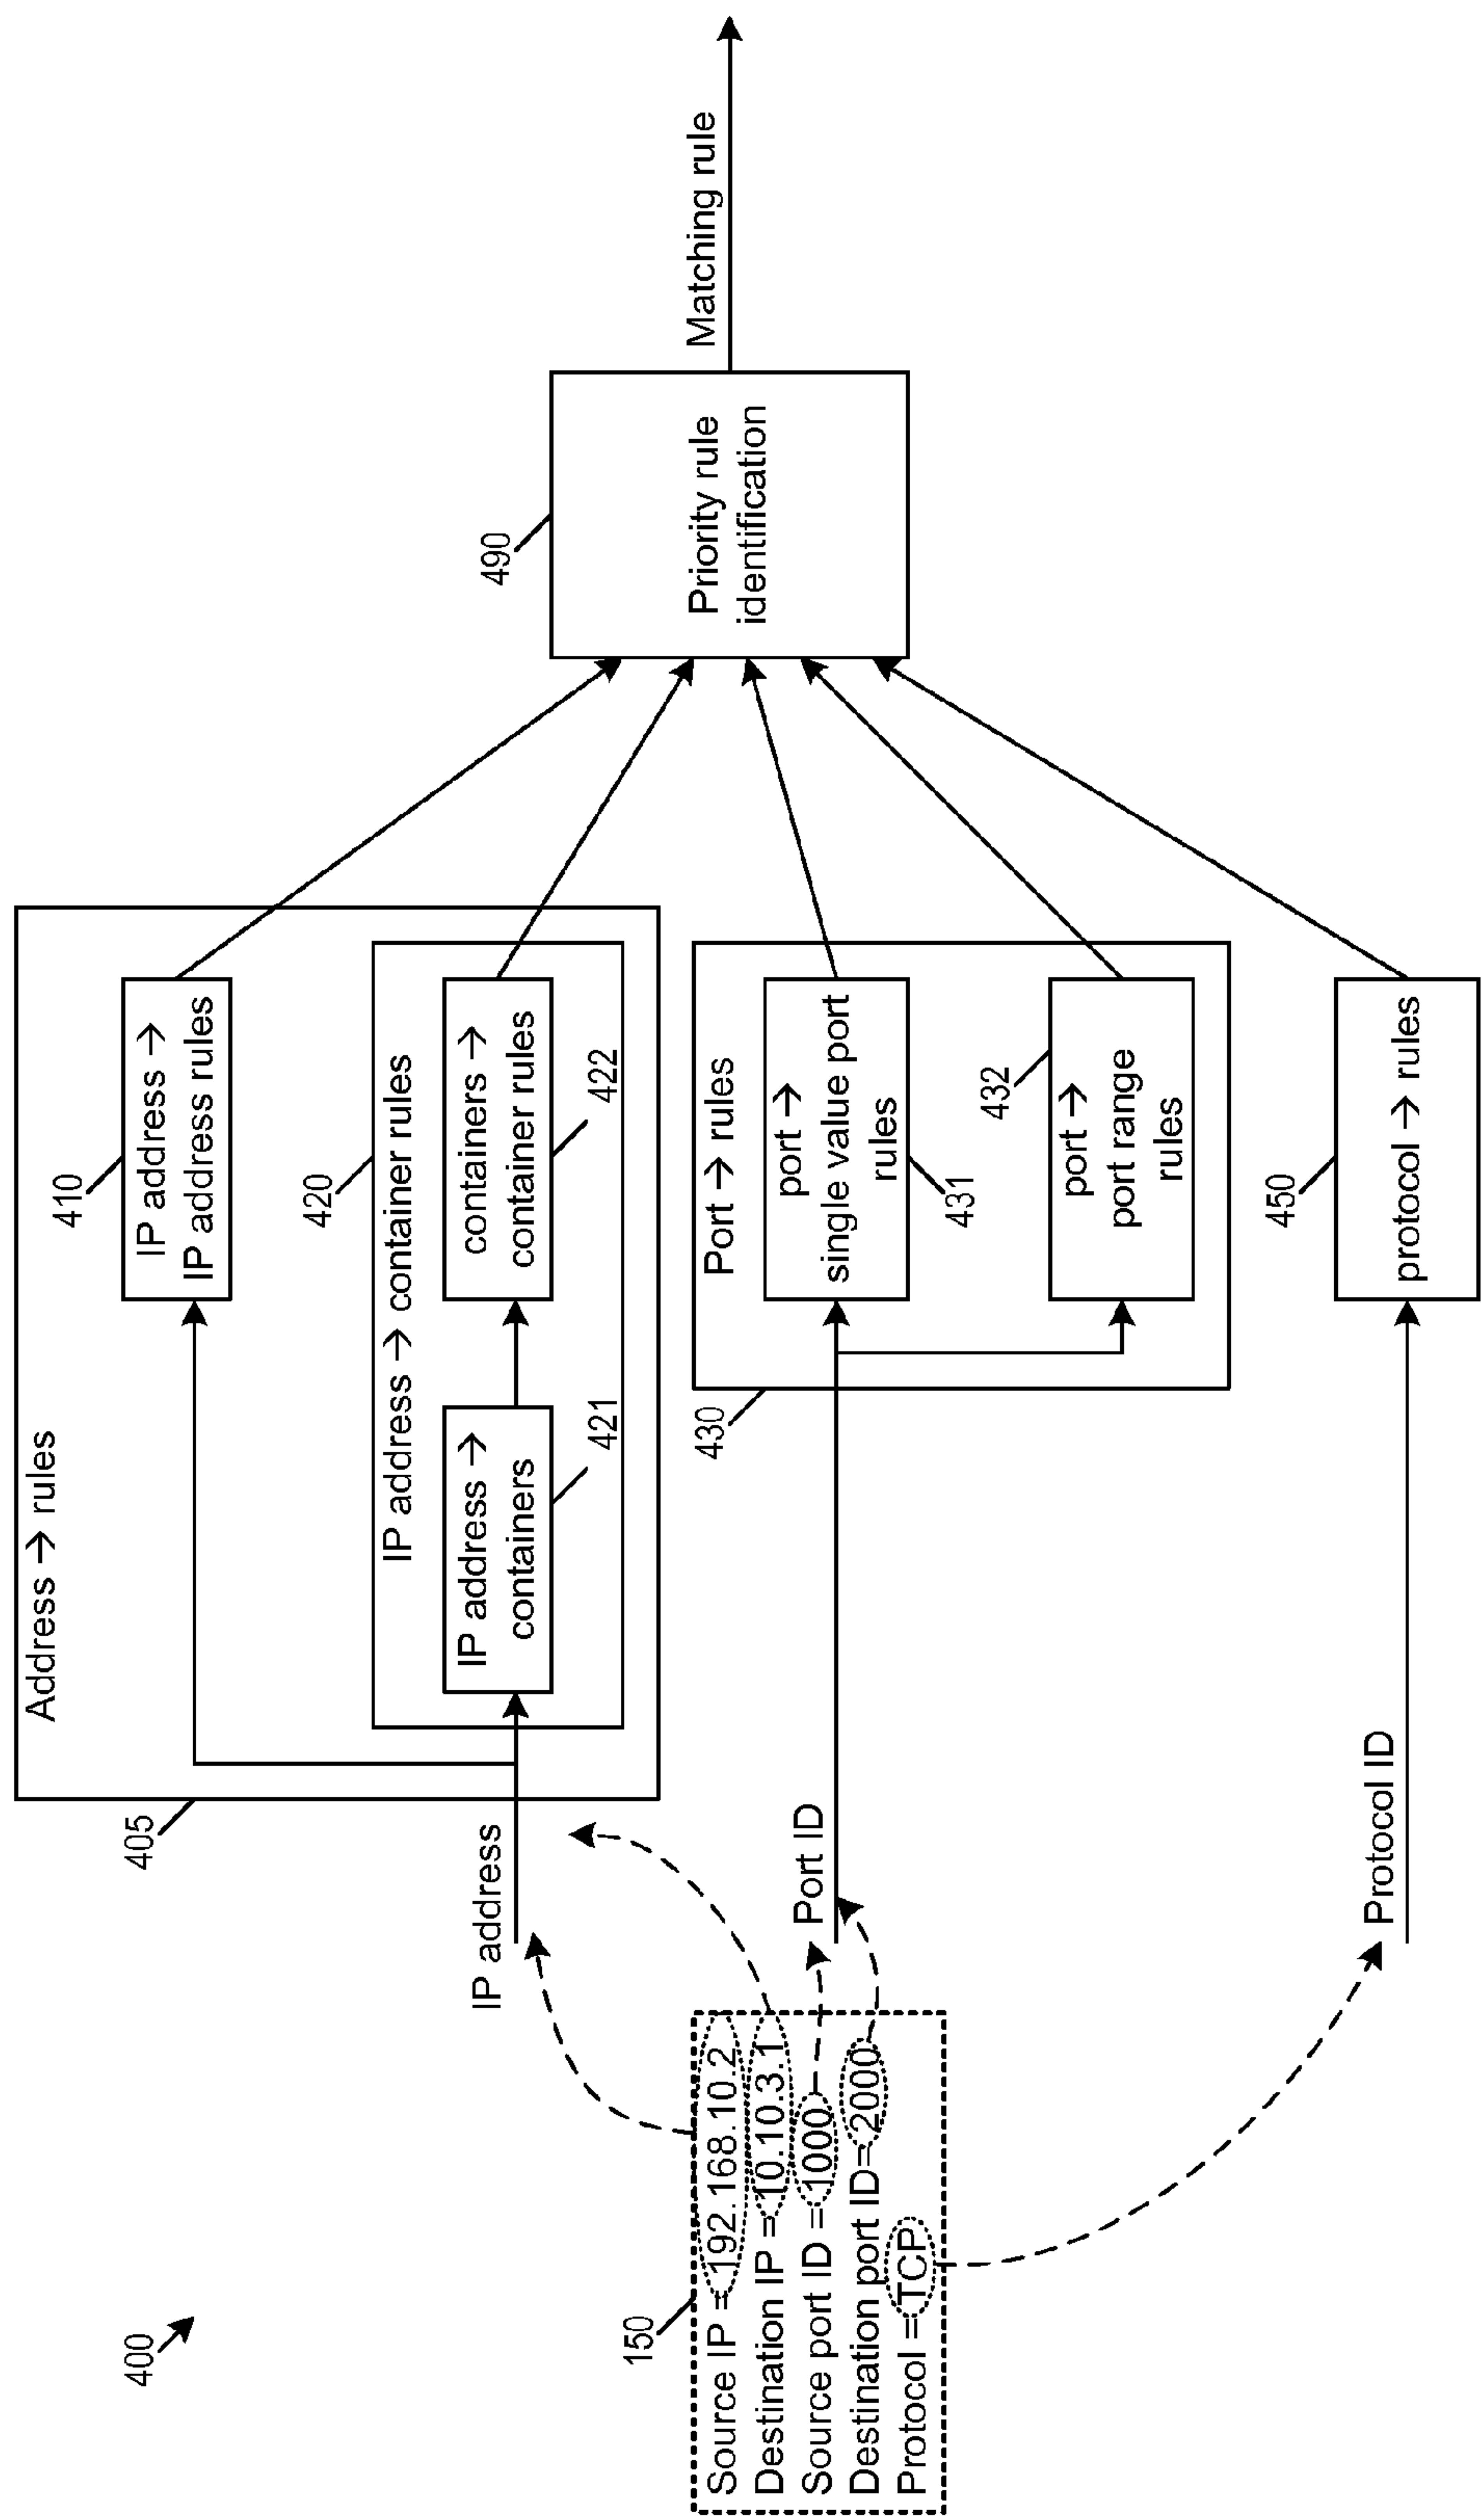 400
150
Source IP = 192.168.10.2
Destination IP = 10.10.3.1
Source port ID = 1000
Destination port ID= 2000
Protocol = TCP
IP address
Port ID
Protocol ID
405
Address → rules
410
IP address →
IP address rules
420
IP address → container rules
IP address →
containers
421
containers →
container rules
422
430
Port → rules
port →
single value port
rules
431
432
port →
port range
rules
450
protocol → rules
490
Priority rule
identification
Matching rule